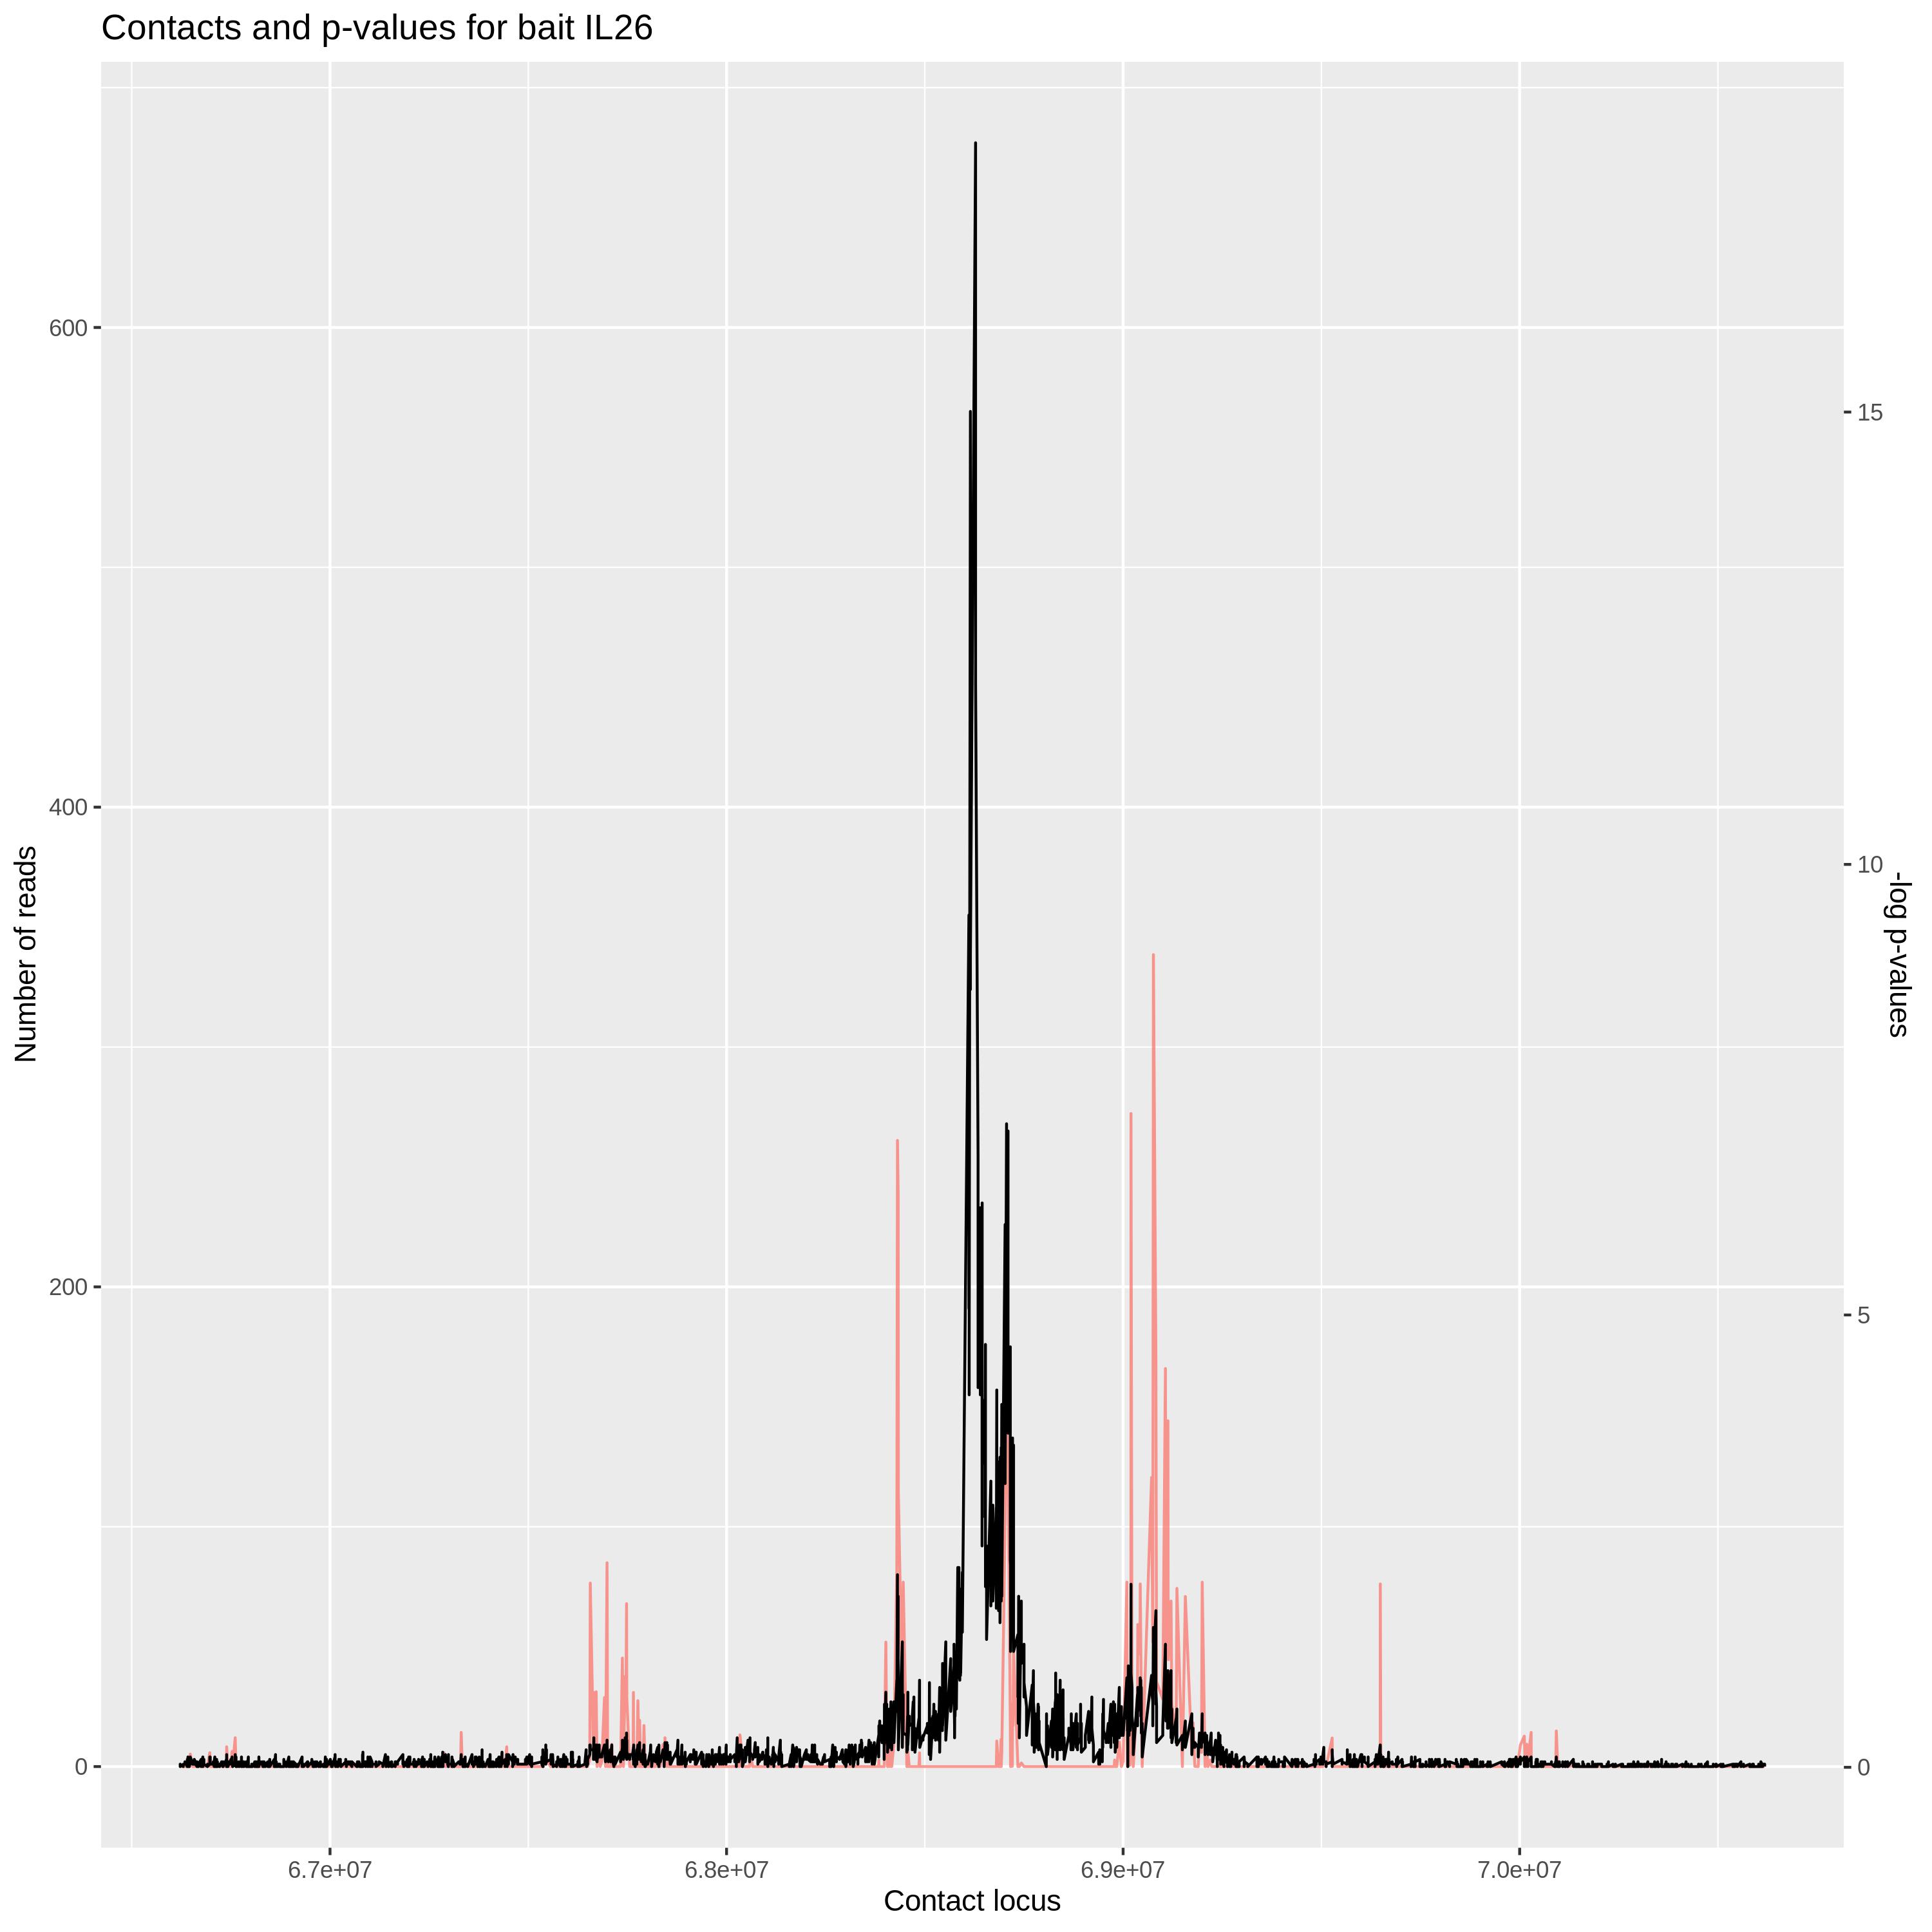 Contacts and p-values for bait IL26
600
400
200
0
Number of reads
15
10
5
0
-log p-values
6.7e+07
6.8e+07
6.9e+07
7.0e+07
Contact locus